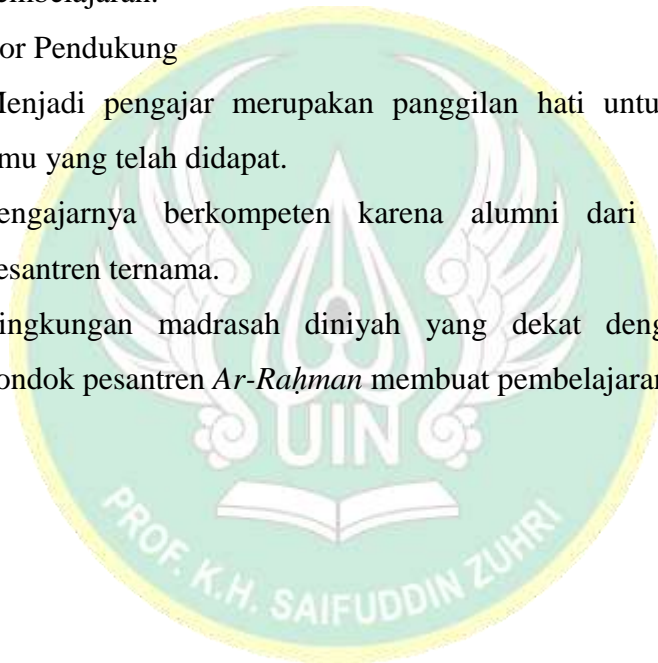 embelajaran.
or Pendukung
Menjadi pengajar merupakan panggilan hati untu
mu yang telah didapat.
engajarnya berkompeten karena alumni dari
esantren ternama.
ingkungan madrasah diniyah yang dekat deng
ondok pesantren Ar-Raḥman membuat pembelajaran
UIN
PROF. K.H. SAIFUDDIN ZUHRI